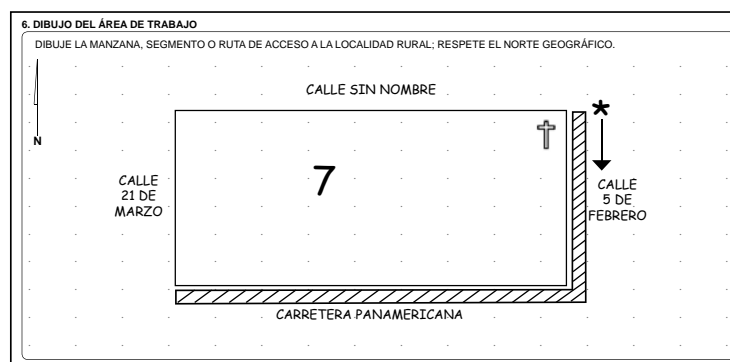 6. DIBUJO DEL ÁREA DE TRABAJO
DIBUJE LA MANZANA, SEGMENTO O RUTA DE ACCESO A LA LOCALIDAD RURAL; RESPETE EL NORTE GEOGRÁFICO.
CALLE SIN NOMBRE
N
7
CALLE
21 DE
MARZO
CALLE
5 DE
FEBRERO
CARRETERA PANAMERICANA